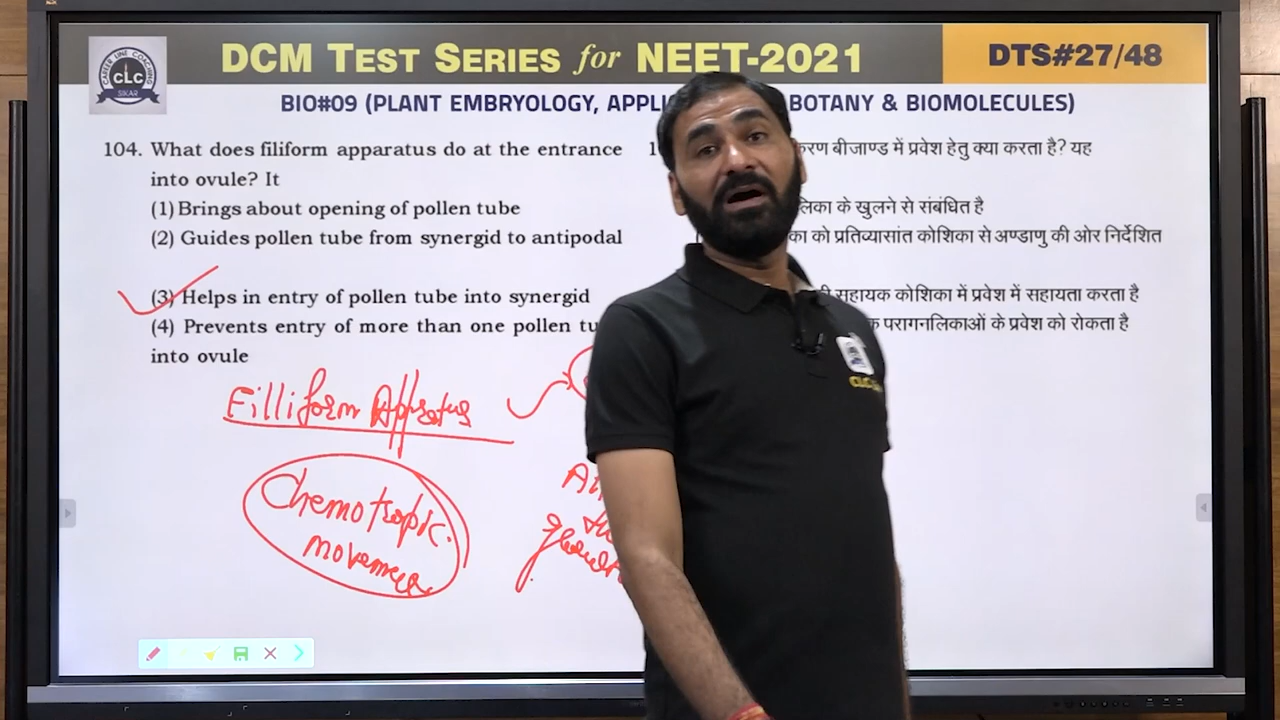 DCM TEST SERIES for NEET-2021
DTS#27/48
CAREER LINE COACHING
CLC
SIKAR
BIO#09 (PLANT EMBRYOLOGY, APPLI BOTANY & BIOMOLECULES)
104. What does filiform apparatus do at the entrance
into ovule? It
(1) Brings about opening of pollen tube
(2) Guides pollen tube from synergid to antipodal
(3) Helps in entry of pollen tube into synergid
(4) Prevents entry of more than one pollen tu
into ovule
करण बीजाण्ड में प्रवेश हेतु क्या करता है? यह
लिका के खुलने से संबंधित है
का को प्रतिव्यासांत कोशिका से अण्डाणु की ओर निर्देशित
सहायक कोशिका में प्रवेश में सहायता करता है
क परागनलिकाओं के प्रवेश को रोकता है
Filliform Apparatus
Chemotropic
movement